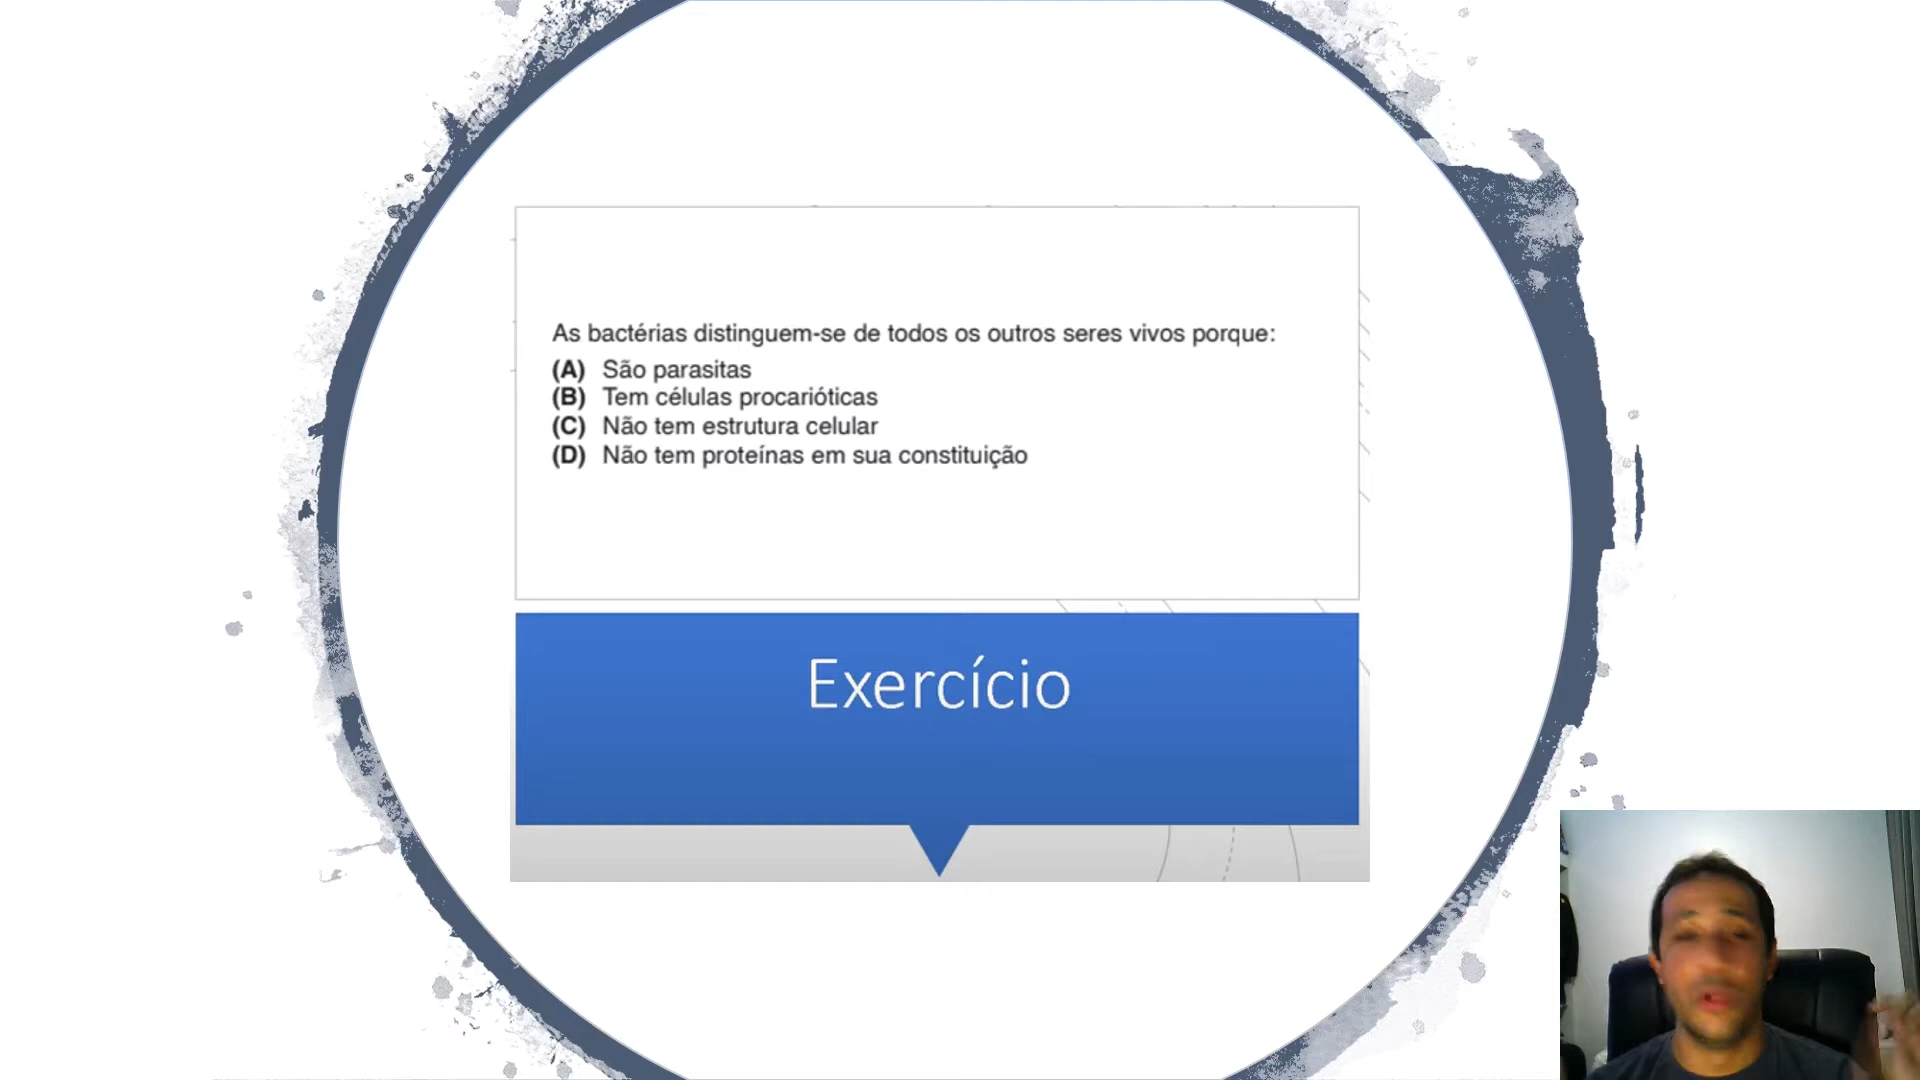 As bactérias distinguem-se de todos os outros seres vivos porque:
(A) São parasitas
(B) Tem células procarióticas
(C) Não tem estrutura celular
(D) Não tem proteínas em sua constituição
Exercício